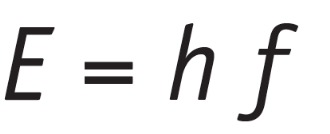 E = h f